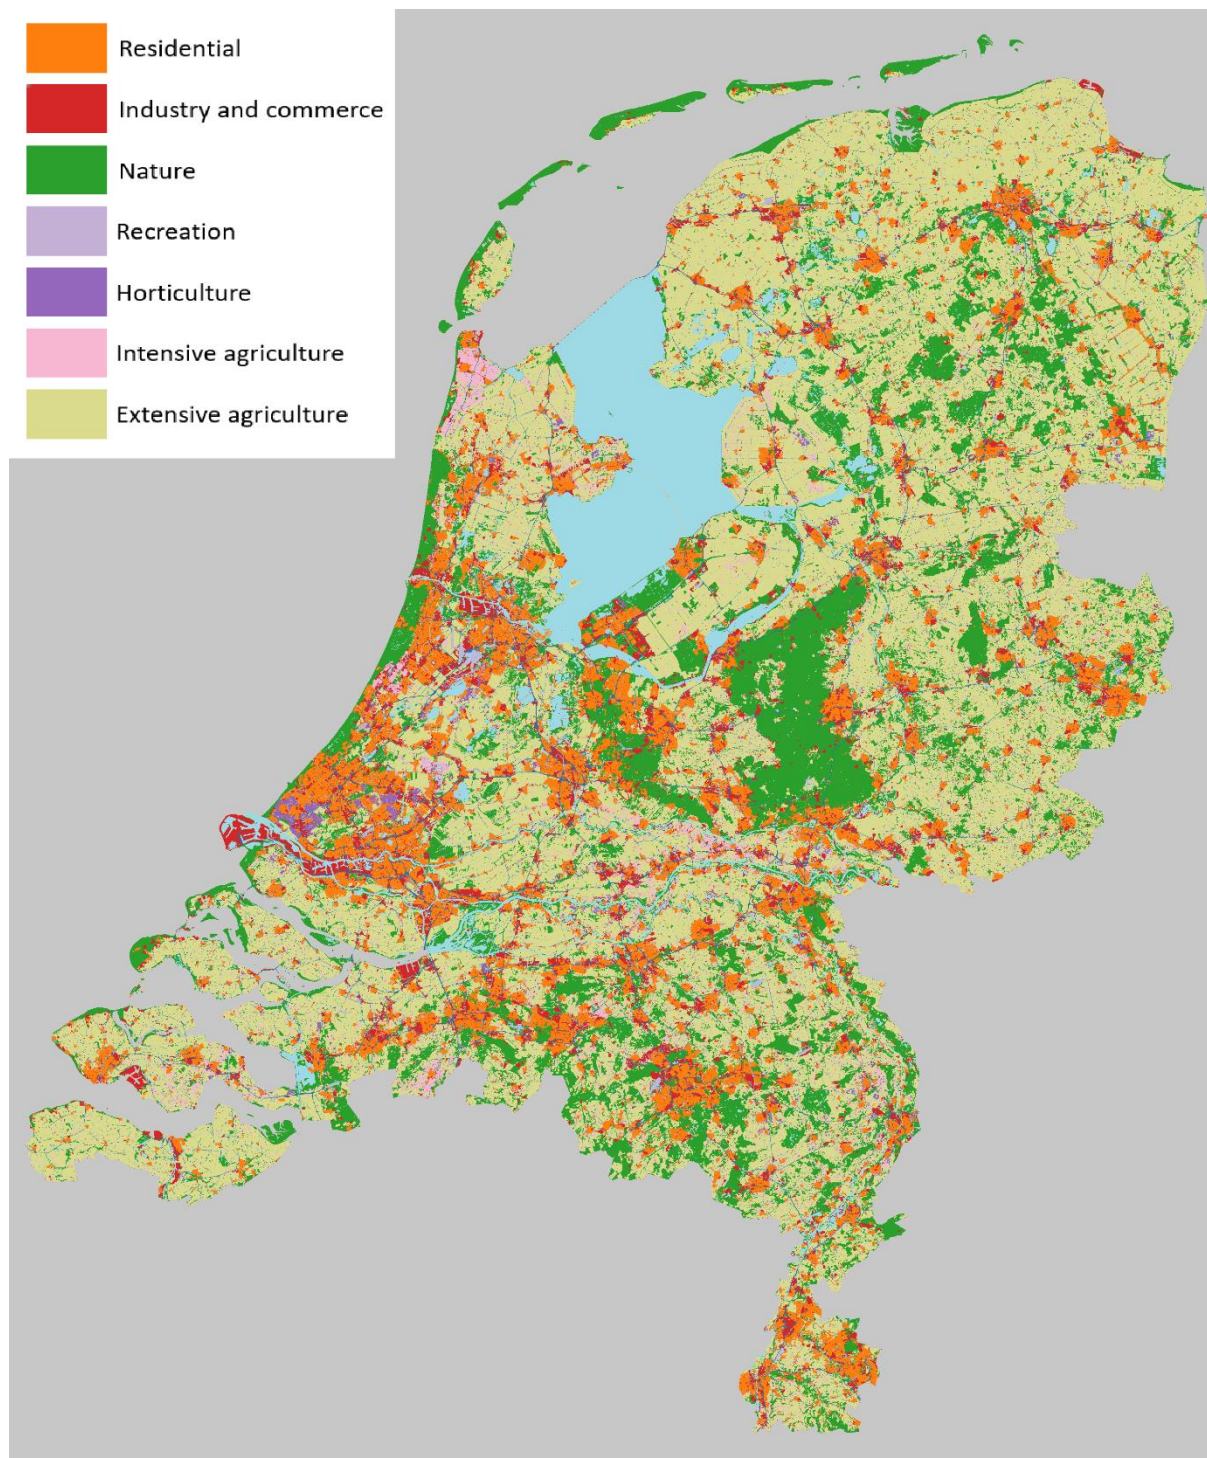 Residential
Industry and commerce
Nature
Recreation
Horticulture
Intensive agriculture
Extensive agriculture